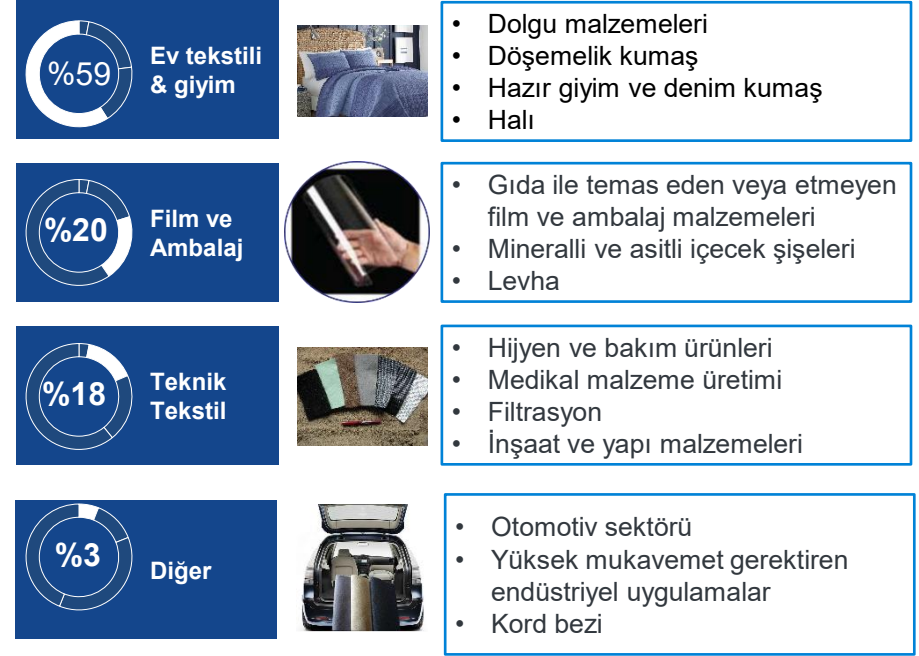 %59
Ev tekstili
& giyim
• Dolgu malzemeleri
• Döşemelik kumaş
• Hazır giyim ve denim kumaş
• Halı
%20
Film ve
Ambalaj
• Gıda ile temas eden veya etmeyen
film ve ambalaj malzemeleri
• Mineralli ve asitli içecek şişeleri
• Levha
%18
Teknik
Tekstil
• Hijyen ve bakım ürünleri
• Medikal malzeme üretimi
• Filtrasyon
• İnşaat ve yapı malzemeleri
%3
Diğer
• Otomotiv sektörü
• Yüksek mukavemet gerektiren
endüstriyel uygulamalar
• Kord bezi